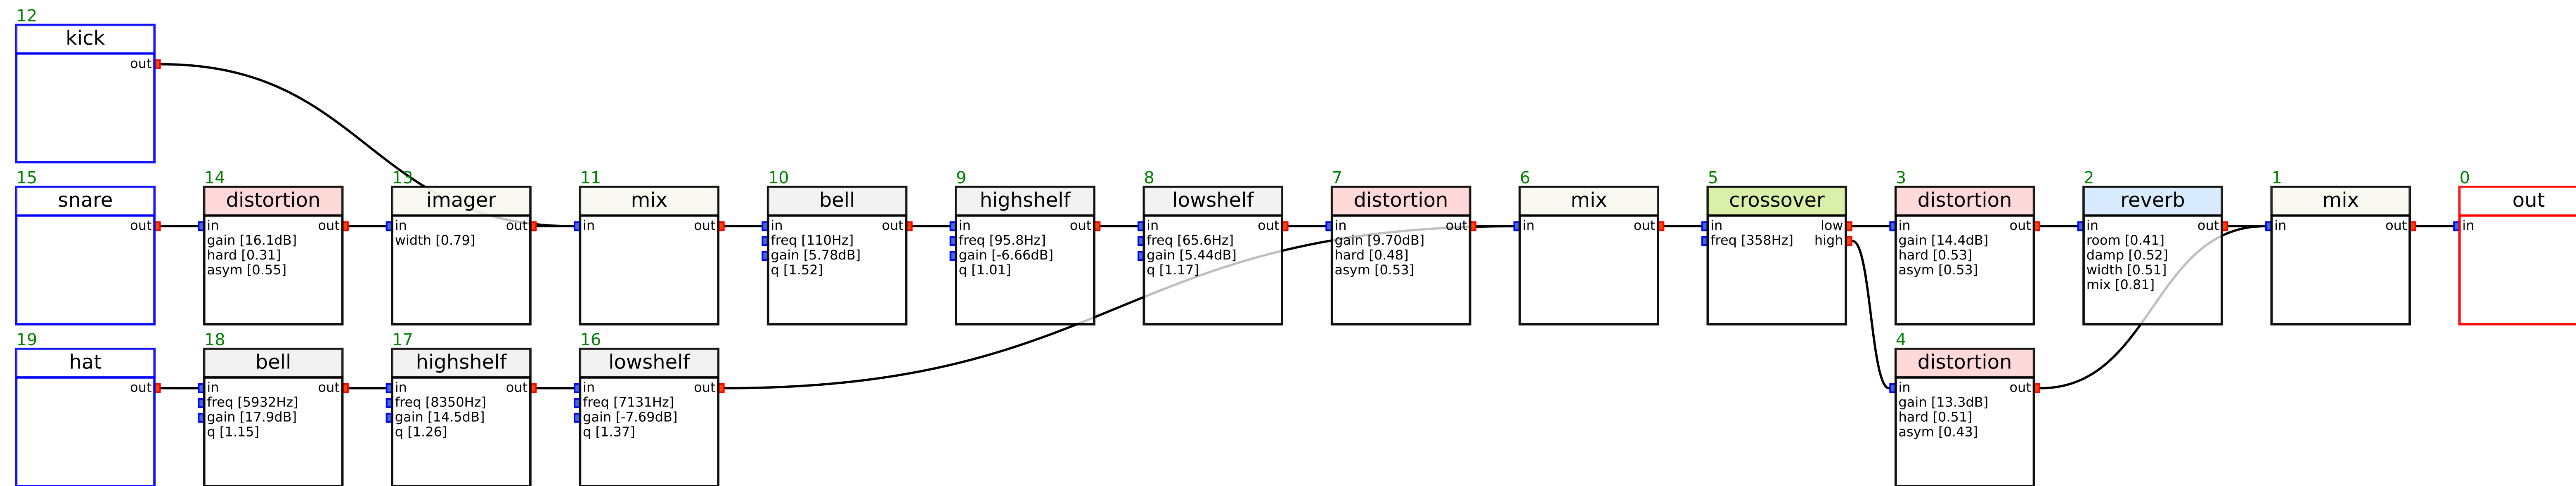 12
kick
out
15
snare
out
14
distortion
in out
gain [16.1dB]
hard [0.31]
asym [0.55]
13
imager
in out
width [0.79]
11
mix
in out
10
bell
in out
freq [110Hz]
gain [5.78dB]
q [1.52]
9
highshelf
in out
freq [95.8Hz]
gain [-6.66dB]
q [1.01]
8
lowshelf
in out
freq [65.6Hz]
gain [5.44dB]
q [1.17]
7
distortion
in out
gain [9.70dB]
hard [0.48]
asym [0.53]
6
mix
in out
5
crossover
in low
freq [358Hz] high
3
distortion
in out
gain [14.4dB]
hard [0.53]
asym [0.53]
2
reverb
in out
room [0.41]
damp [0.52]
width [0.51]
mix [0.81]
1
mix
in out
0
out
in
19
hat
out
18
bell
in out
freq [5932Hz]
gain [17.9dB]
q [1.15]
17
highshelf
in out
freq [8350Hz]
gain [14.5dB]
q [1.26]
16
lowshelf
in out
freq [7131Hz]
gain [-7.69dB]
q [1.37]
4
distortion
in out
gain [13.3dB]
hard [0.51]
asym [0.43]